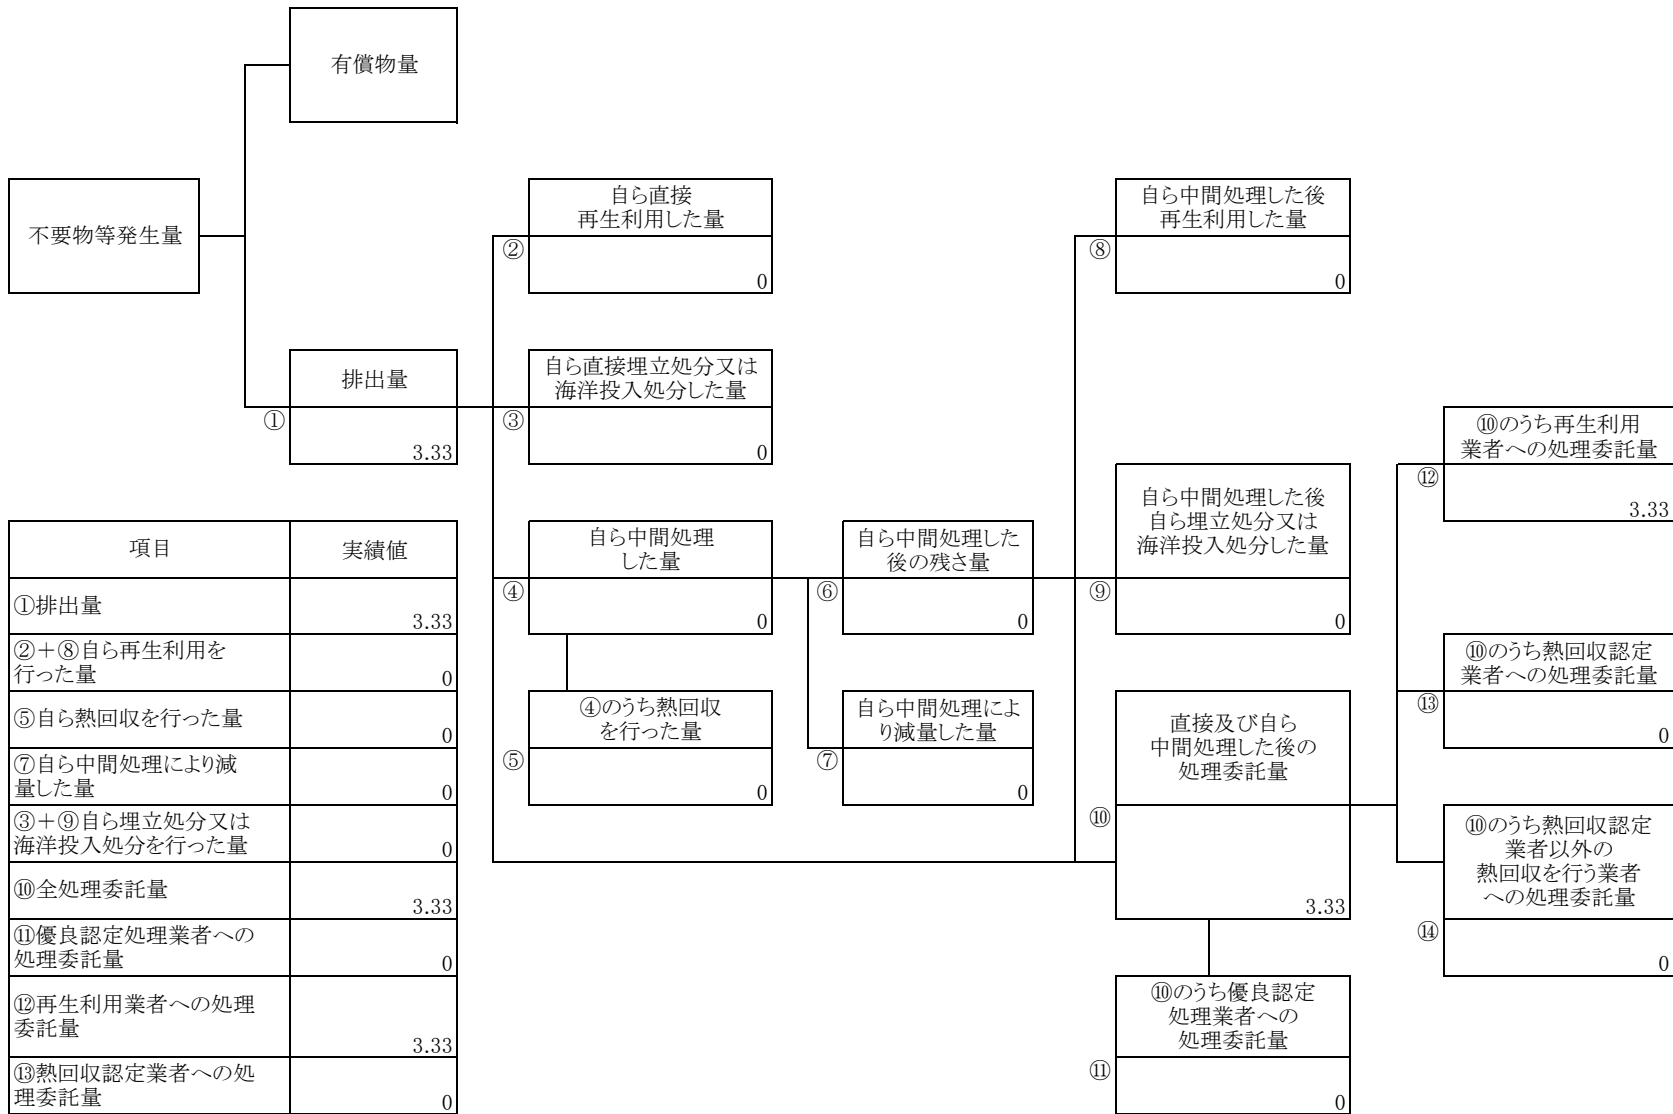 有償物量
不要物等発生量
自ら直接
再生利用した量
②
0
自ら中間処理した後
再生利用した量
⑧
0
排出量
①
3.33
自ら直接埋立処分又は
海洋投入処分した量
③
0
⑩のうち再生利用
業者への処理委託量
⑫
3.33
自ら中間処理
した量
④
0
自ら中間処理した
後の残さ量
⑥
0
自ら中間処理した後
自ら埋立処分又は
海洋投入処分した量
⑨
0
④のうち熱回収
を行った量
⑤
0
自ら中間処理によ
り減量した量
⑦
0
直接及び自ら
中間処理した後の
処理委託量
⑩
3.33
⑩のうち熱回収認定
業者への処理委託量
⑬
0
⑩のうち熱回収認定
業者以外の
熱回収を行う業者
への処理委託量
⑭
0
⑩のうち優良認定
処理業者への
処理委託量
⑪
0
項目 実績値
①排出量 3.33
②+⑧自ら再生利用を
行った量 0
⑤自ら熱回収を行った量 0
⑦自ら中間処理により減
量した量 0
③+⑨自ら埋立処分又は
海洋投入処分を行った量 0
⑩全処理委託量 3.33
⑪優良認定処理業者への
処理委託量 0
⑫再生利用業者への処理
委託量 3.33
⑬熱回収認定業者への処
理委託量 0